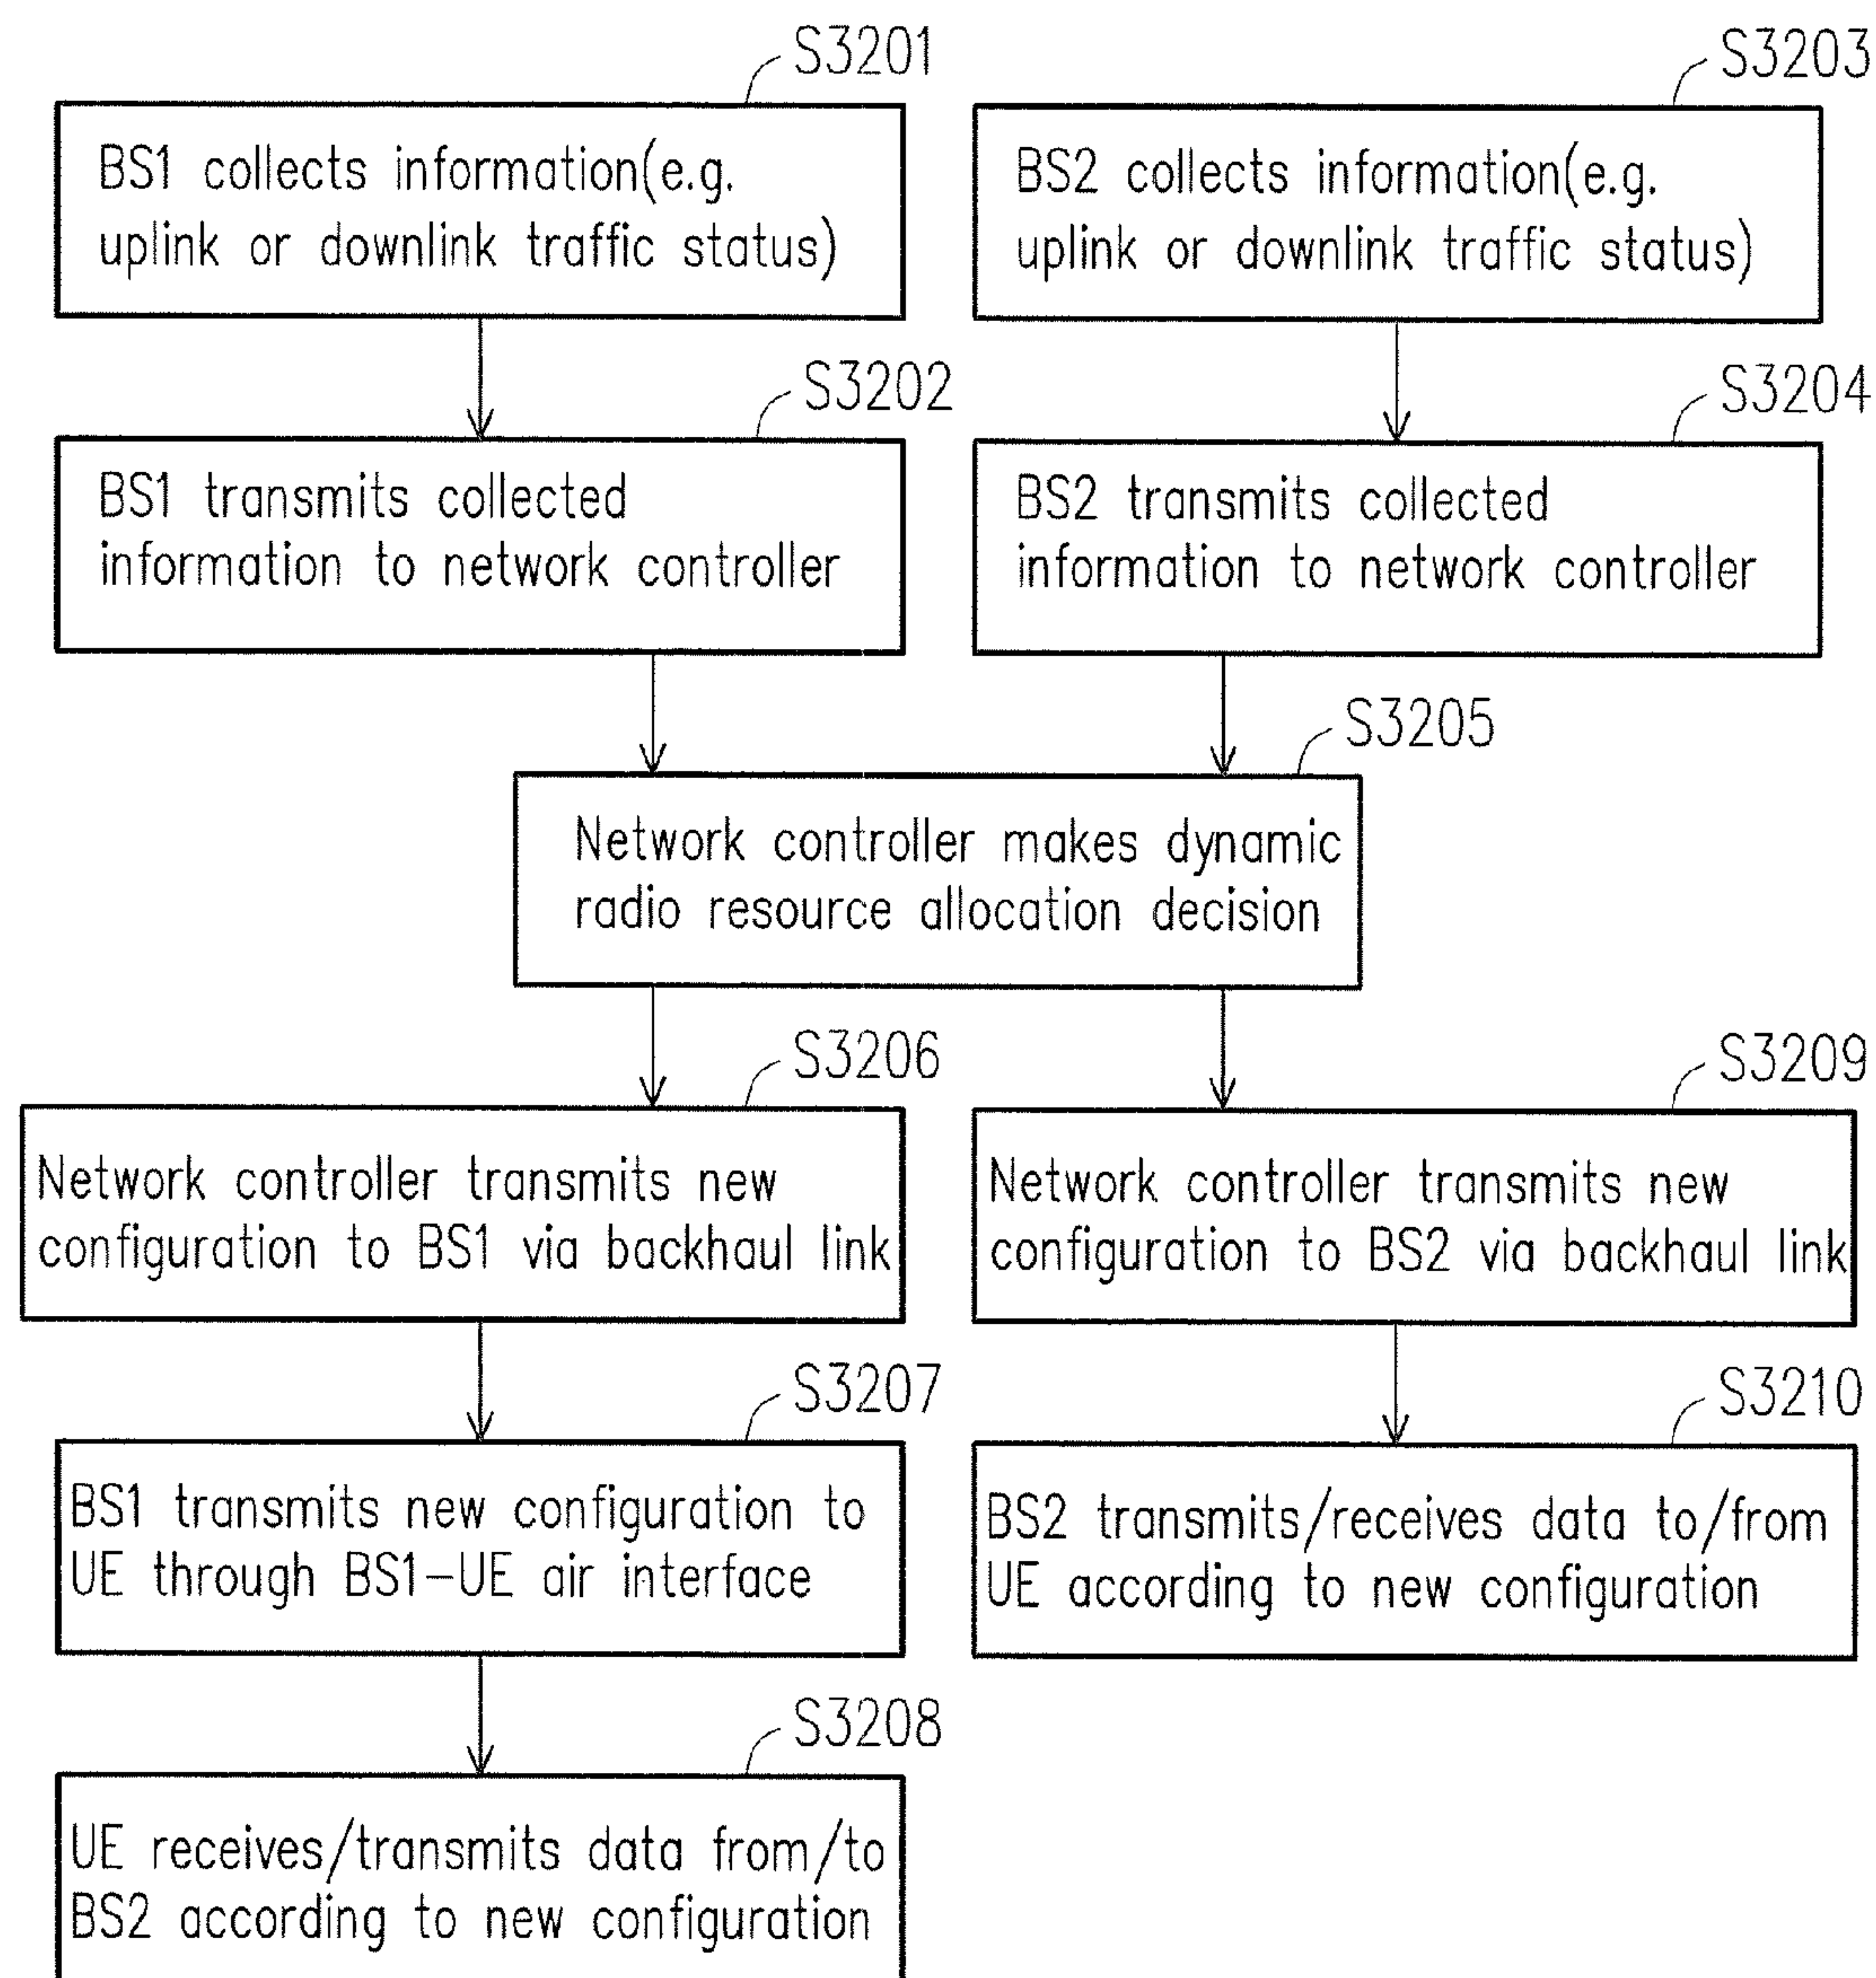 S3201
BS1 collects information(e.g.
uplink or downlink traffic status)
S3203
BS2 collects information(e.g.
uplink or downlink traffic status)
S3202
BS1 transmits collected
information to network controller
S3204
BS2 transmits collected
information to network controller
S3205
Network controller makes dynamic
radio resource allocation decision
S3206
Network controller transmits new
configuration to BS1 via backhaul link
S3209
Network controller transmits new
configuration to BS2 via backhaul link
S3207
BS1 transmits new configuration to
UE through BS1-UE air interface
S3210
BS2 transmits/receives data to/from
UE according to new configuration
S3208
UE receives/transmits data from/to
BS2 according to new configuration